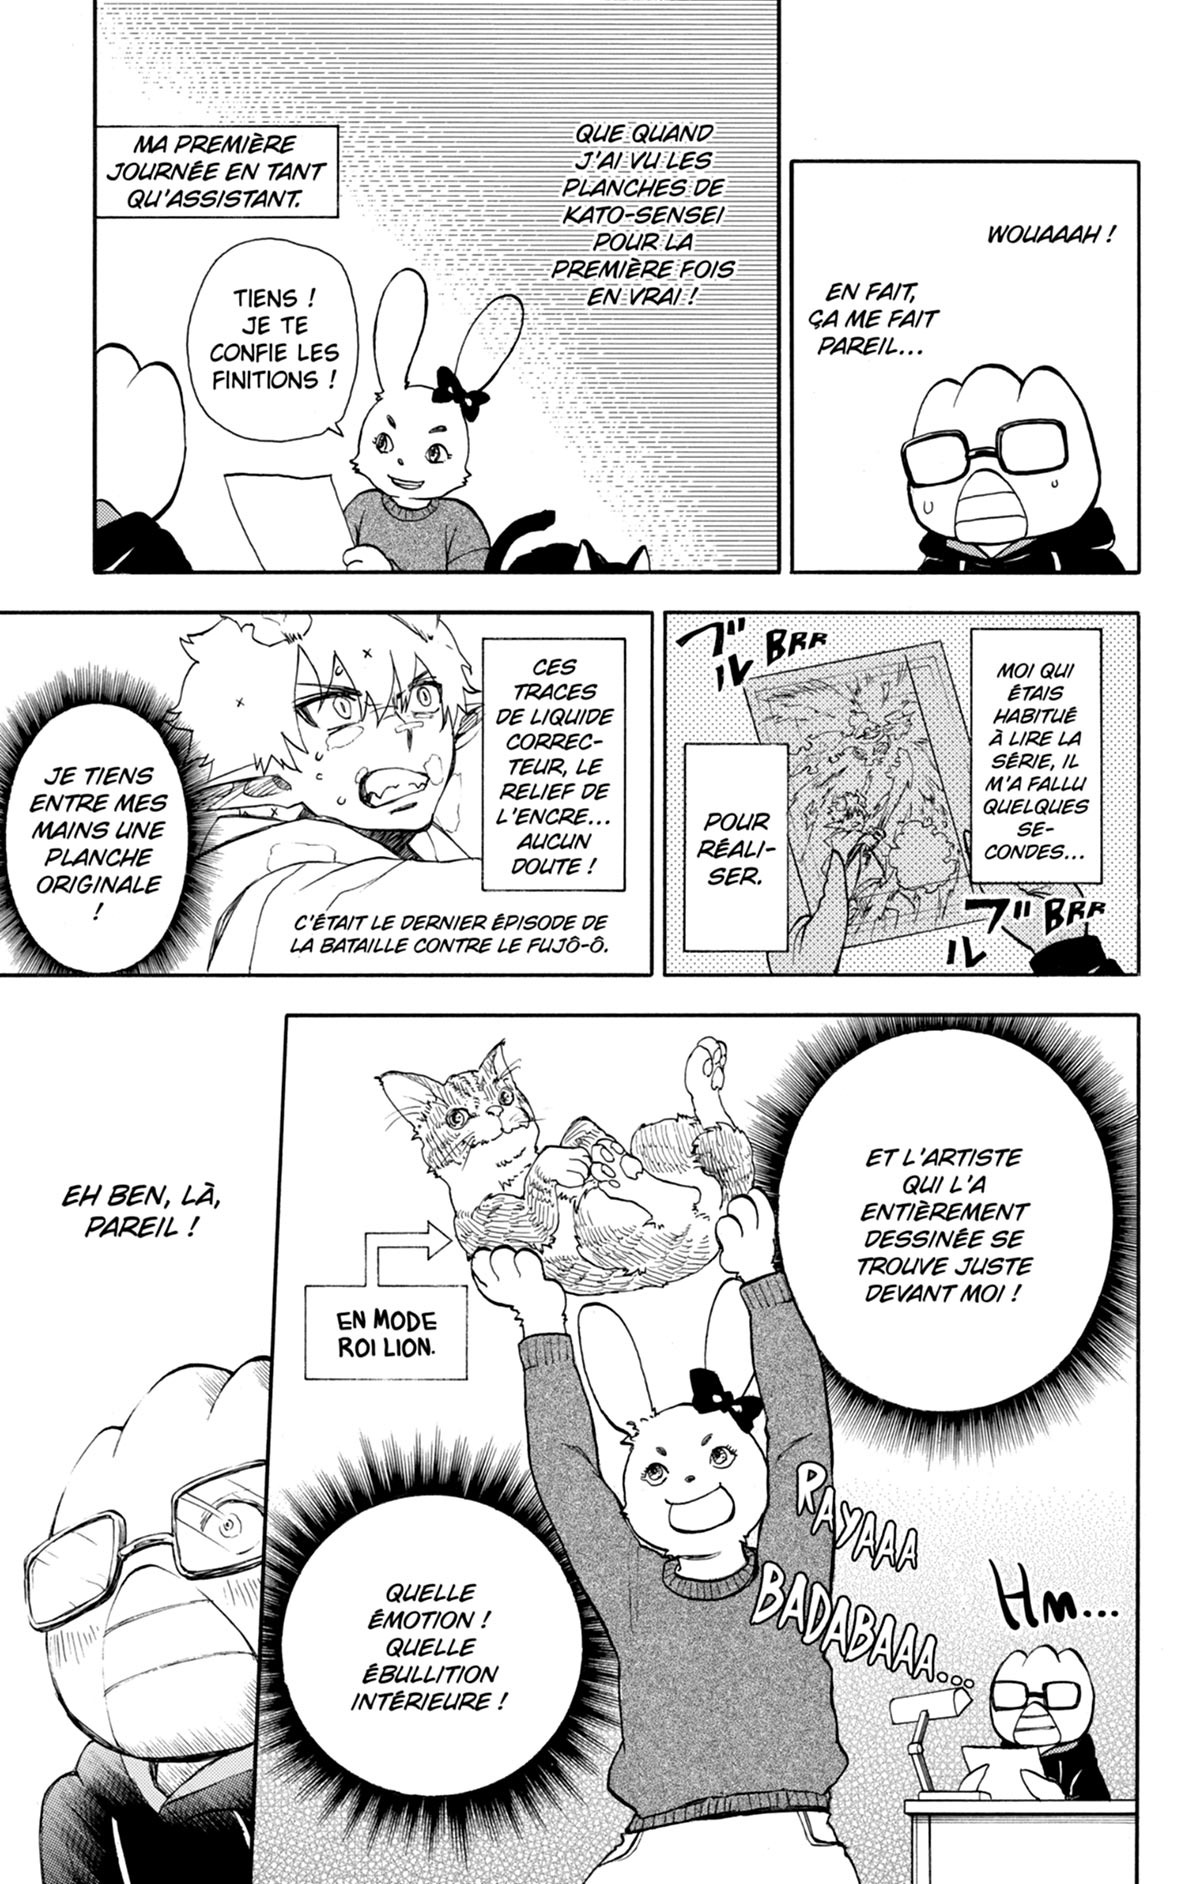 WOUAAAH !
EN FAIT,
ÇA ME FAIT
PAREIL...
QUE QUAND
J'AI VU LES
PLANCHES DE
KATO-SENSEI
POUR LA
PREMIÈRE FOIS
EN VRAI !
MA PREMIÈRE
JOURNÉE EN TANT
QU'ASSISTANT.
TIENS !
JE TE
CONFIE LES
FINITIONS !
MOI QUI
ÉTAIS
HABITUÉ
À LIRE LA
SÉRIE, IL
M'A FALLU
QUELQUES
SE-
CONDES...
ブル
BRR
POUR
RÉALI-
SER.
ブル
BRR
CES
TRACES
DE LIQUIDE
CORREC-
TEUR, LE
RELIEF DE
L'ENCRE...
AUCUN
DOUTE !
C'ÉTAIT LE DERNIER ÉPISODE DE
LA BATAILLE CONTRE LE FUJÔ-Ô.
JE TIENS
ENTRE MES
MAINS UNE
PLANCHE
ORIGINALE
!
ET L'ARTISTE
QUI L'A
ENTIÈREMENT
DESSINÉE SE
TROUVE JUSTE
DEVANT MOI !
EN MODE
ROI LION.
RAYAAA
BADABAAA...
HM...
QUELLE
ÉMOTION !
QUELLE
ÉBULLITION
INTÉRIEURE !
EH BEN, LÀ,
PAREIL !